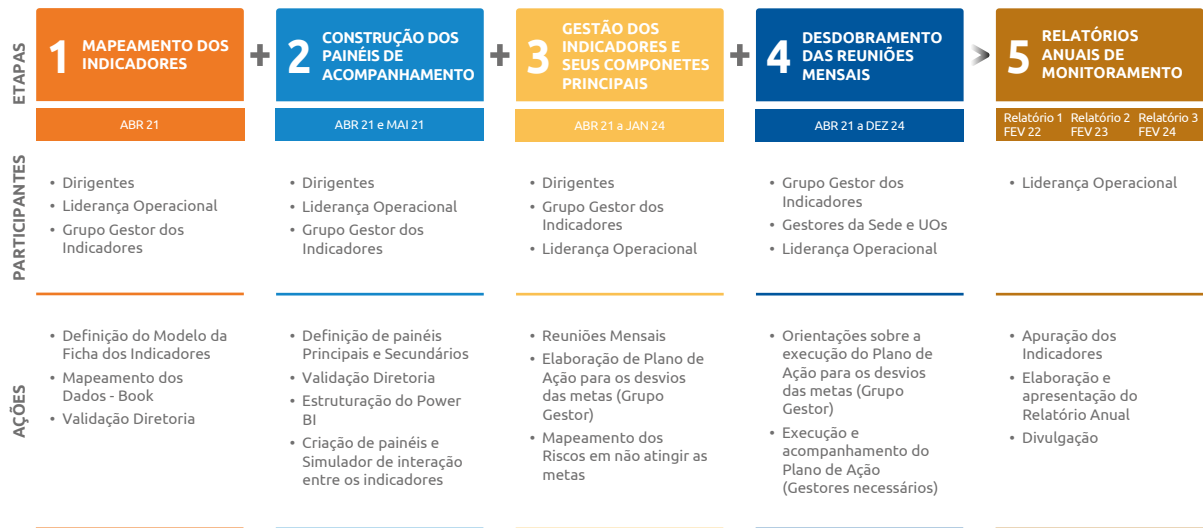 ETAPAS
1
MAPEAMENTO DOS
INDICADORES
+
2
CONSTRUÇÃO DOS
PAINÉIS DE
ACOMPANHAMENTO
+
3
GESTÃO DOS
INDICADORES E
SEUS COMPONETES
PRINCIPAIS
+
4
DESDOBRAMENTO
DAS REUNIÕES
MENSAIS
>
5
RELATÓRIOS
ANUAIS DE
MONITORAMENTO
ABR 21
ABR 21 e MAI 21
ABR 21 a JAN 24
ABR 21 a DEZ 24
Relatório 1 Relatório 2 Relatório 3
FEV 22 FEV 23 FEV 24
PARTICIPANTES
• Dirigentes
• Liderança Operacional
• Grupo Gestor dos
Indicadores
• Dirigentes
• Liderança Operacional
• Grupo Gestor dos
Indicadores
• Dirigentes
• Grupo Gestor dos
Indicadores
• Liderança Operacional
• Grupo Gestor dos
Indicadores
• Gestores da Sede e UOs
• Liderança Operacional
• Liderança Operacional
AÇÕES
• Definição do Modelo da
Ficha dos Indicadores
• Mapeamento dos
Dados - Book
• Validação Diretoria
• Definição de painéis
Principais e Secundários
• Validação Diretoria
• Estruturação do Power
BI
• Criação de painéis e
Simulador de interação
entre os indicadores
• Reuniões Mensais
• Elaboração de Plano de
Ação para os desvios
das metas (Grupo
Gestor)
• Mapeamento dos
Riscos em não atingir as
metas
• Orientações sobre a
execução do Plano de
Ação para os desvios
das metas (Grupo
Gestor)
• Execução e
acompanhamento do
Plano de Ação
(Gestores necessários)
• Apuração dos
Indicadores
• Elaboração e
apresentação do
Relatório Anual
• Divulgação